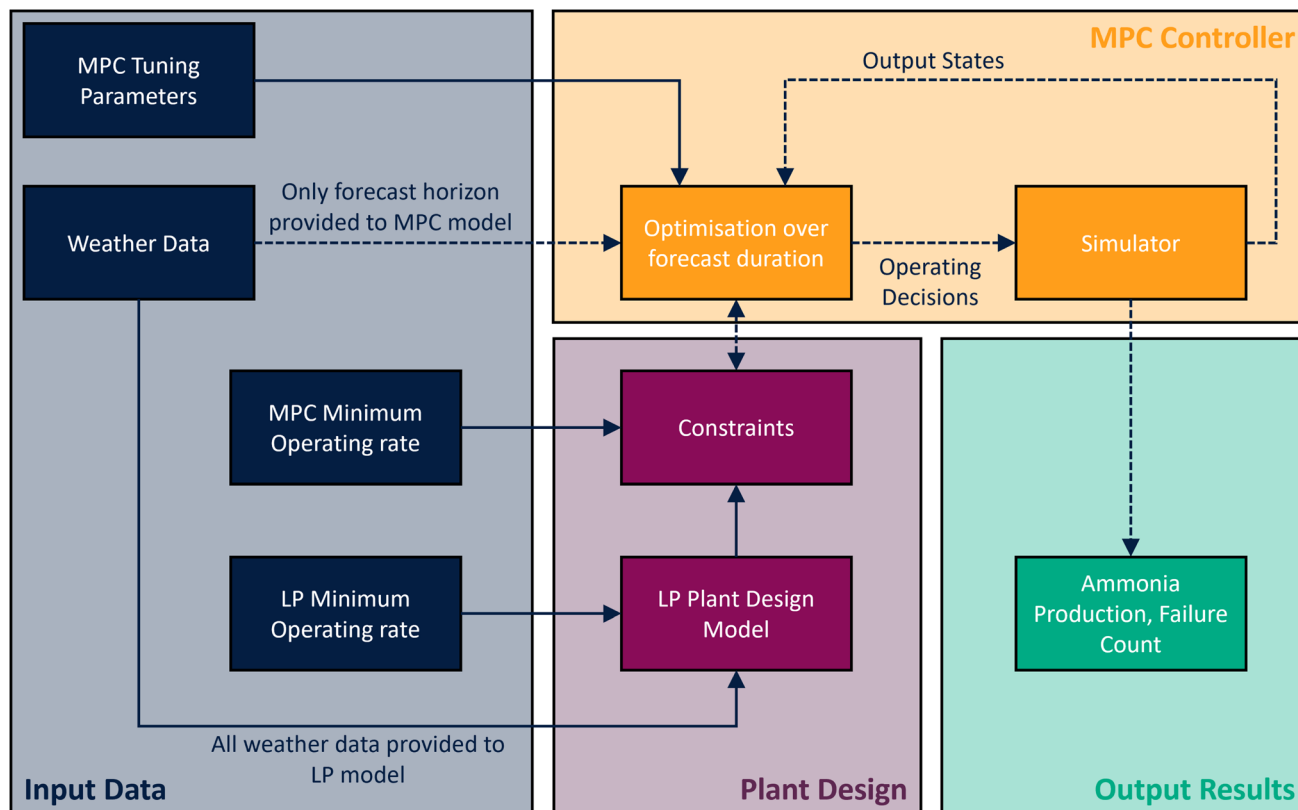 MPC Controller
MPC Tuning
Parameters
Output States
Only forecast horizon
provided to MPC model
Weather Data
Optimisation over
forecast duration
Operating
Decisions
Simulator
MPC Minimum
Operating rate
Constraints
LP Minimum
Operating rate
LP Plant Design
Model
Ammonia
Production, Failure
Count
All weather data provided to
LP model
Input Data
Plant Design
Output Results